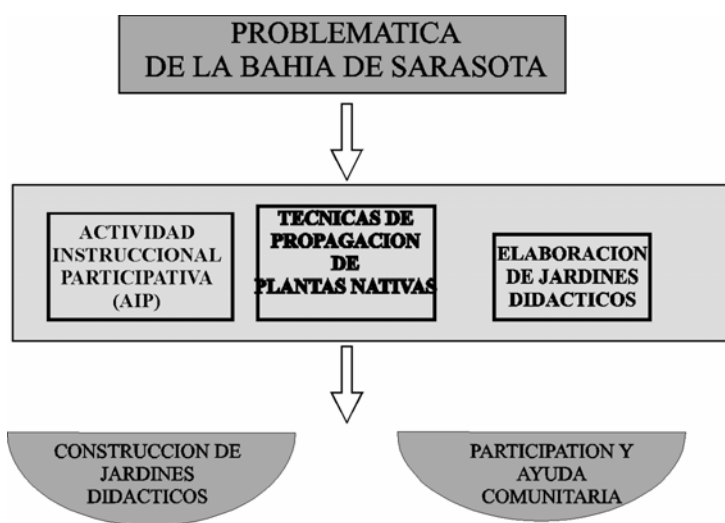 PROBLEMATICA
DE LA BAHIA DE SARASOTA
ACTIVIDAD
INSTRUCCIONAL
PARTICIPATIVA
(AIP)
TECNICAS DE
PROPAGACION
DE
PLANTAS NATIVAS
ELABORACION
DE JARDINES
DIDACTICOS
CONSTRUCCION DE
JARDINES
DIDACTICOS
PARTICIPATION Y
AYUDA
COMUNITARIA